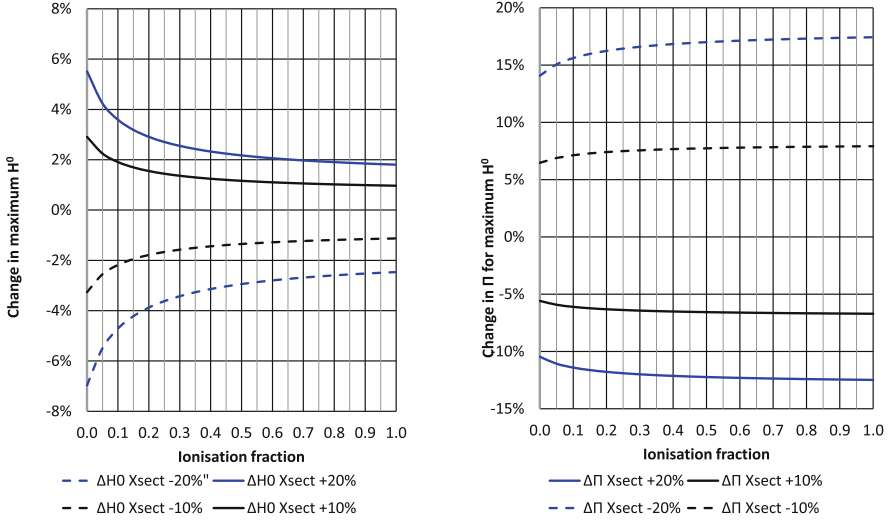 8%
6%
4%
2%
0%
-2%
-4%
-6%
-8%
Change in maximum H⁰
0.0 0.1 0.2 0.3 0.4 0.5 0.6 0.7 0.8 0.9 1.0
Ionisation fraction
ΔH0 Xsect -20%" ΔH0 Xsect +20%
ΔH0 Xsect -10% ΔH0 Xsect +10%
20%
15%
10%
5%
0%
-5%
-10%
-15%
Change in Π for maximum H⁰
0.0 0.1 0.2 0.3 0.4 0.5 0.6 0.7 0.8 0.9 1.0
Ionisation fraction
ΔΠ Xsect +20% ΔΠ Xsect +10%
ΔΠ Xsect -20% ΔΠ Xsect -10%